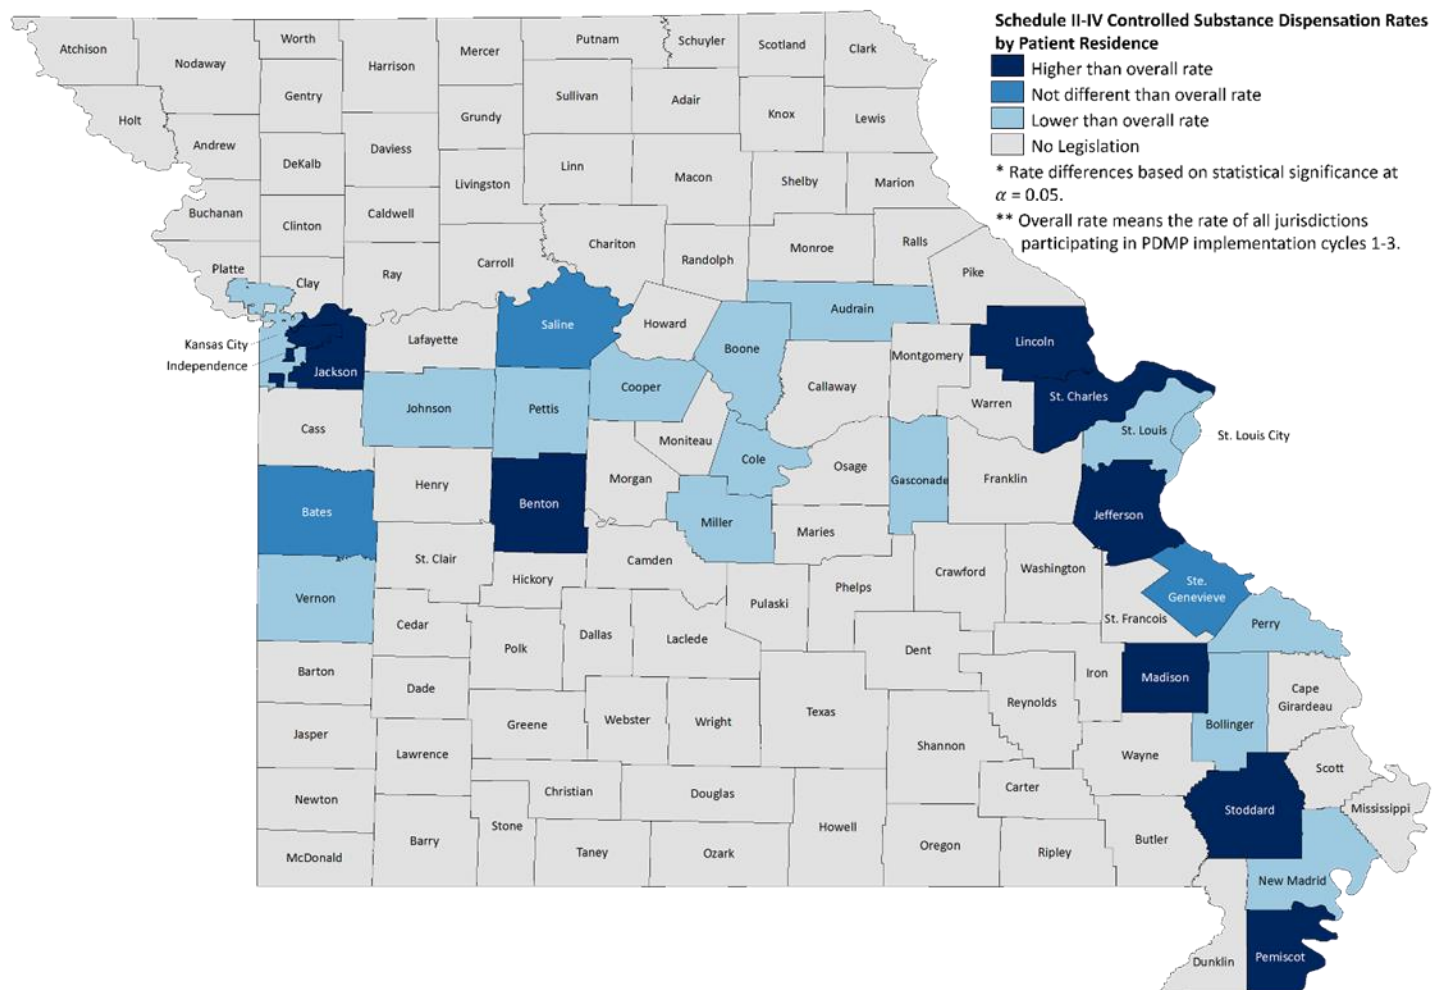 Schedule II-IV Controlled Substance Dispensation Rates
by Patient Residence
Higher than overall rate
Not different than overall rate
Lower than overall rate
No Legislation
* Rate differences based on statistical significance at
α = 0.05.
** Overall rate means the rate of all jurisdictions
participating in PDMP implementation cycles 1-3.
Atchison
Nodaway
Worth
Harrison
Mercer
Putnam
Schuyler
Scotland
Clark
Gentry
Sullivan
Adair
Knox
Lewis
Holt
Grundy
Andrew
DeKalb
Daviess
Livingston
Linn
Macon
Shelby
Marion
Buchanan
Clinton
Caldwell
Chariton
Randolph
Monroe
Ralls
Platte
Clay
Ray
Carroll
Pike
Kansas City
Independence
Jackson
Lafayette
Saline
Howard
Boone
Audrain
Lincoln
Montgomery
Callaway
Warren
St. Charles
Johnson
Pettis
Cooper
Cass
Moniteau
St. Louis
St. Louis City
Cole
Osage
Gasconade
Franklin
Henry
Benton
Morgan
Miller
Maries
Jefferson
Bates
St. Clair
Hickory
Camden
Pulaski
Phelps
Crawford
Washington
Ste.
Genevieve
St. Francois
Perry
Vernon
Cedar
Polk
Dallas
Laclede
Dent
Iron
Madison
Bollinger
Cape
Girardeau
Barton
Dade
Greene
Webster
Wright
Texas
Reynolds
Shannon
Wayne
Scott
Jasper
Lawrence
Christian
Douglas
Carter
Stoddard
Mississippi
Newton
Stone
Howell
Oregon
Ripley
Butler
McDonald
Barry
Taney
Ozark
New Madrid
Dunklin
Pemiscot